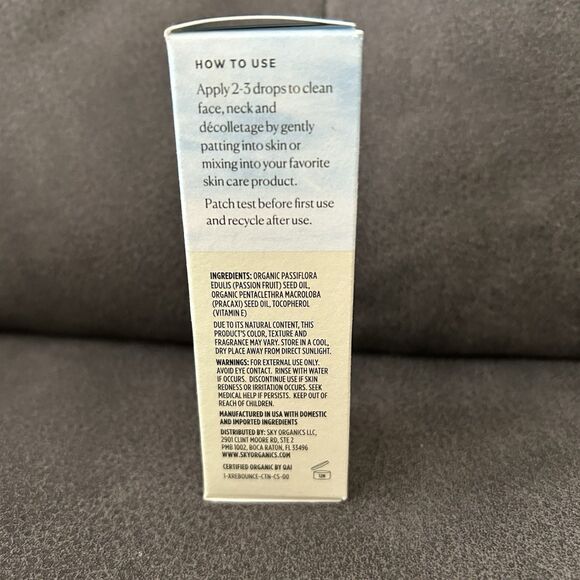 HOW TO USE
Apply 2-3 drops to clean
face, neck and
décolletage by gently
patting into skin or
mixing into your favorite
skin care product.
Patch test before first use
and recycle after use.
INGREDIENTS: ORGANIC PASSIFLORA
EDULIS (PASSION FRUIT) SEED OIL,
ORGANIC PENTACLETHRA MACROLOBA
(PRACAXI) SEED OIL, TOCOPHEROL
(VITAMIN E)
DUE TO ITS NATURAL CONTENT, THIS
PRODUCT'S COLOR, TEXTURE AND
FRAGRANCE MAY VARY. STORE IN A COOL,
DRY PLACE AWAY FROM DIRECT SUNLIGHT.
WARNINGS: FOR EXTERNAL USE ONLY.
AVOID EYE CONTACT. RINSE WITH WATER
IF OCCURS. DISCONTINUE USE IF SKIN
REDNESS OR IRRITATION OCCURS. SEEK
MEDICAL HELP IF PERSISTS. KEEP OUT OF
REACH OF CHILDREN.
MANUFACTURED IN USA WITH DOMESTIC
AND IMPORTED INGREDIENTS
DISTRIBUTED BY: SKY ORGANICS LLC,
2901 CLINT MOORE RD, STE 2
PMB 1002, BOCA RATON, FL 33496
WWW.SKYORGANICS.COM
CERTIFIED ORGANIC BY QAI
1-XREBOUNCE-CTN-CS-00
12M